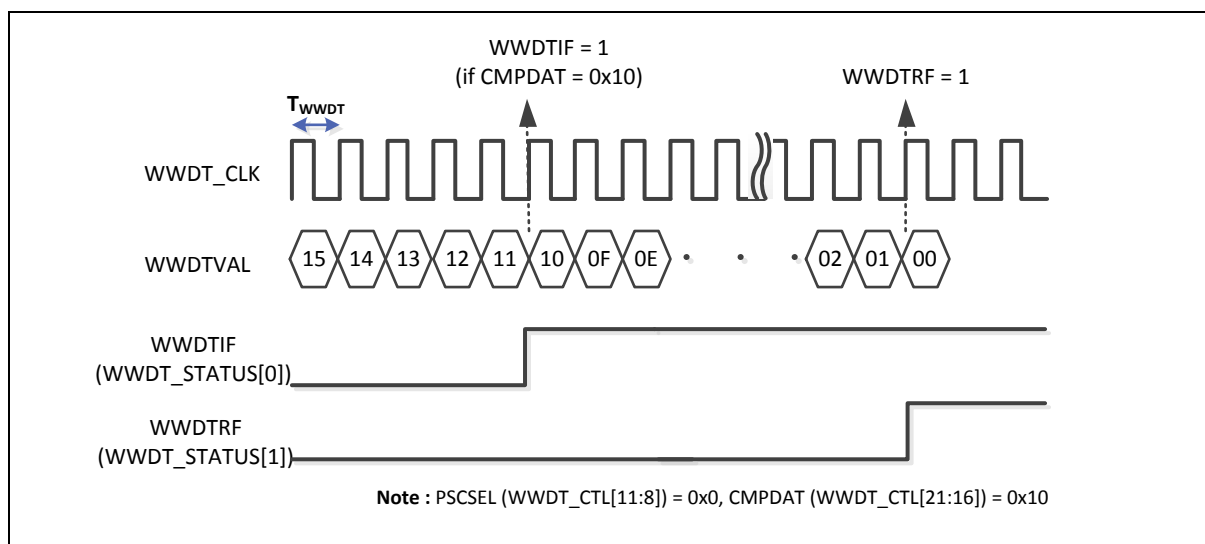 WWDTIF = 1
(if CMPDAT = 0x10)
WWDTRF = 1
TWWDT
WWDT_CLK
WWDTVAL
15 14 13 12 11 10 0F 0E • • • 02 01 00
WWDTIF
(WWDT_STATUS[0])
WWDTRF
(WWDT_STATUS[1])
Note : PSCSEL (WWDT_CTL[11:8]) = 0x0, CMPDAT (WWDT_CTL[21:16]) = 0x10